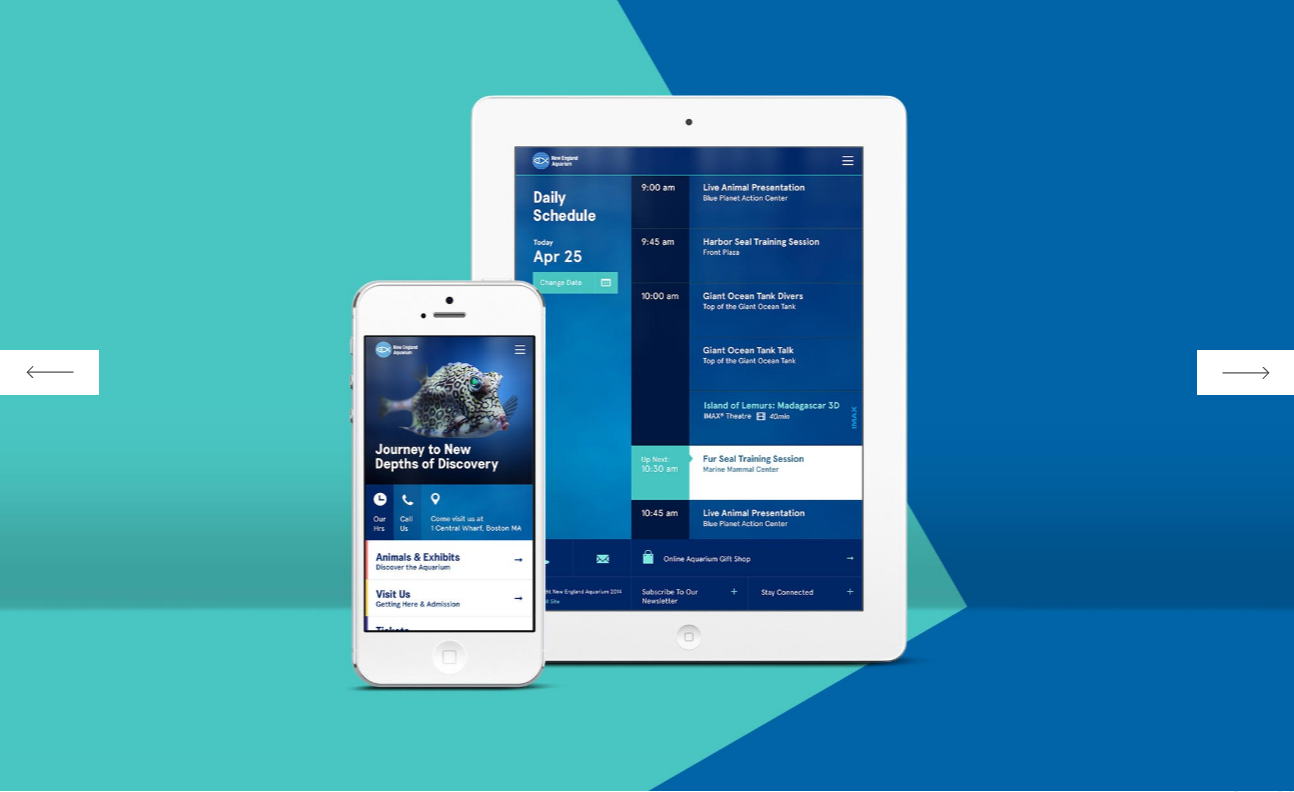 New England
Aquarium
Daily
Schedule
Today
Apr 25
Change Date
9:00 am
Live Animal Presentation
Blue Planet Action Center
9:45 am
Harbor Seal Training Session
Front Plaza
10:00 am
Giant Ocean Tank Divers
Top of the Giant Ocean Tank
Giant Ocean Tank Talk
Top of the Giant Ocean Tank
Island of Lemurs: Madagascar 3D
IMAX® Theatre 40min
IMAX
Up Next:
10:30 am
Fur Seal Training Session
Marine Mammal Center
10:45 am
Live Animal Presentation
Blue Planet Action Center
Online Aquarium Gift Shop
New England Aquarium 2014
Site
Subscribe To Our
Newsletter
Stay Connected
New England
Aquarium
Journey to New
Depths of Discovery
Our
Hrs
Call
Us
Come visit us at
1 Central Wharf, Boston MA
Animals & Exhibits
Discover the Aquarium
Visit Us
Getting Here & Admission
Tickets